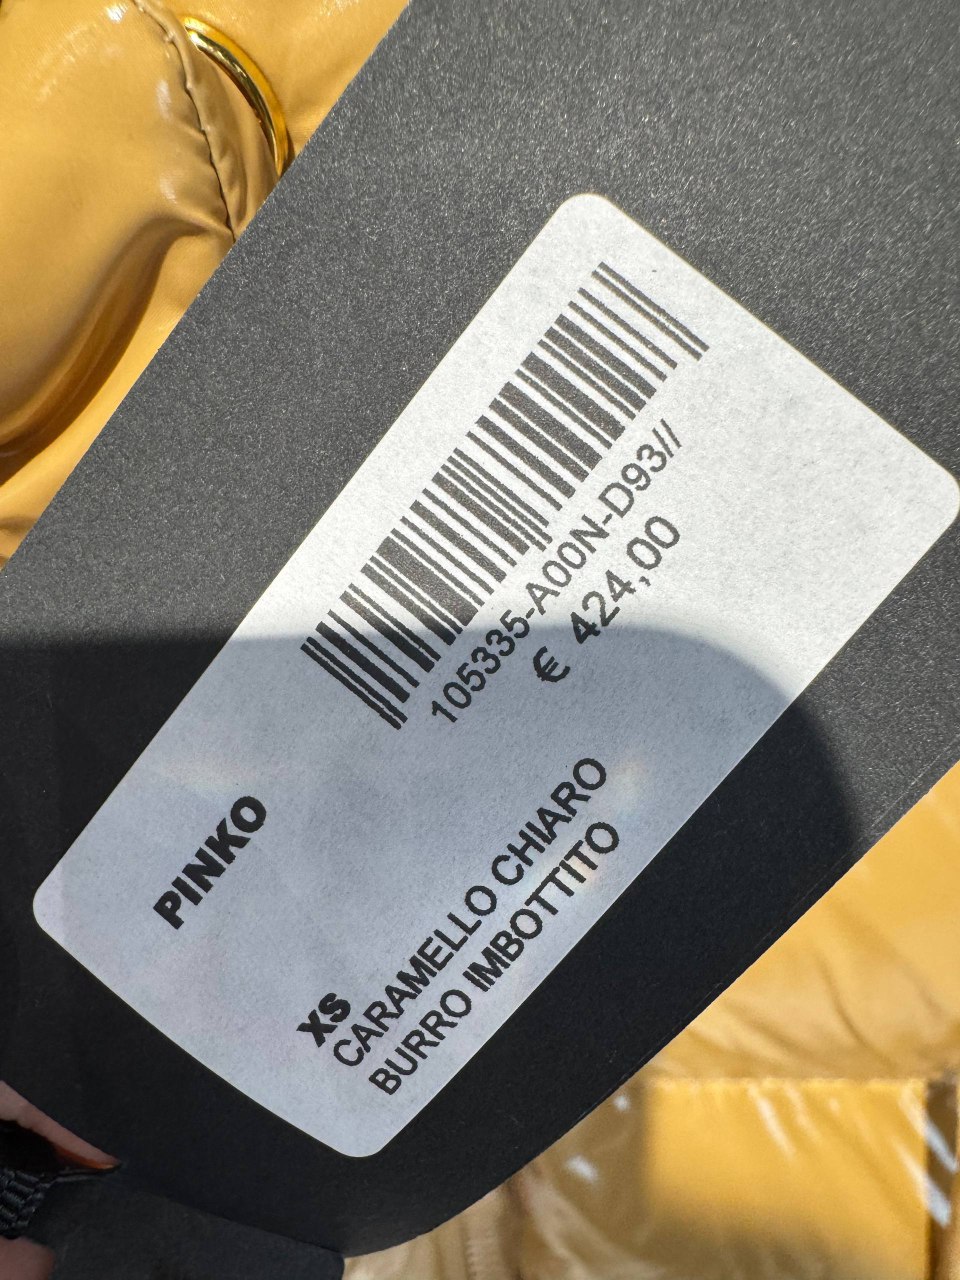 105335-A00N-D93//
€ 424,00
PINKO
XS
CARAMELLO CHIARO
BURRO IMBOTTITO